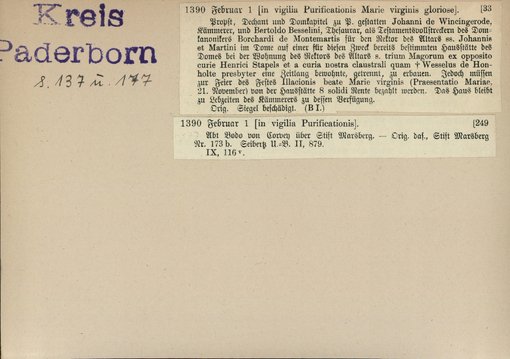 Kreis
Paderborn
S. 137 u. 177
1390 Februar 1 [in vigilia Purificationis Marie virginis gloriose]. [33
Propst, Dechant und Domkapitel zu P. gestatten Johanni de Wincingerode,
Kämmerer, und Bertoldo Besselini, Thesaurar, als Testamentsvollstreckern des Dom-
kanonikers Borchardi de Montemartis für den Rektor des Altars ss. Johannis
et Martini im Dome auf einer für diesen Zweck bereits bestimmten Hausstätte des
Domes bei der Wohnung des Rektors des Altars s. trium Magorum ex opposito
curie Henrici Stapels et a curia nostra claustrali quam † Wesselus de Hon-
holte presbyter eine Zeitlang bewohnte, getrennt, zu erbauen. Jedoch müssen
zur Feier des Festes Illacionis beate Marie virginis (Praesentatio Mariae
21. November) von der Hausstätte 8 solidi Rente bezahlt werden. Das Haus bleibt
zu Lebzeiten des Kämmerers zu dessen Verfügung.
Orig. Siegel beschädigt. (B I.)
1390 Februar 1 [in vigilia Purificationis]. [249
Abt Bodo von Corvey über Stift Marsberg. — Orig. das., Stift Marsberg
Nr. 173 b. Seibertz U.-B. II, 879.
IX, 116ᵛ.